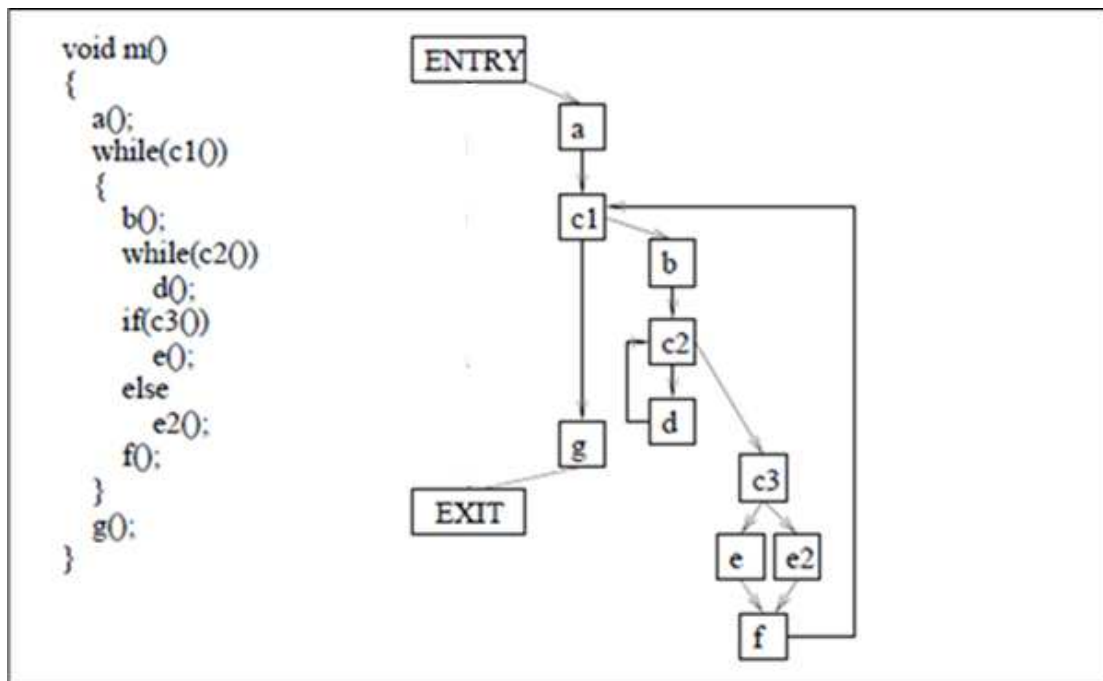 void m()
{
a();
while(c1())
{
b();
while(c2())
d();
if(c3())
e();
else
e2();
f();
}
g();
}
ENTRY
a
c1
b
c2
d
g
c3
EXIT
e e2
f